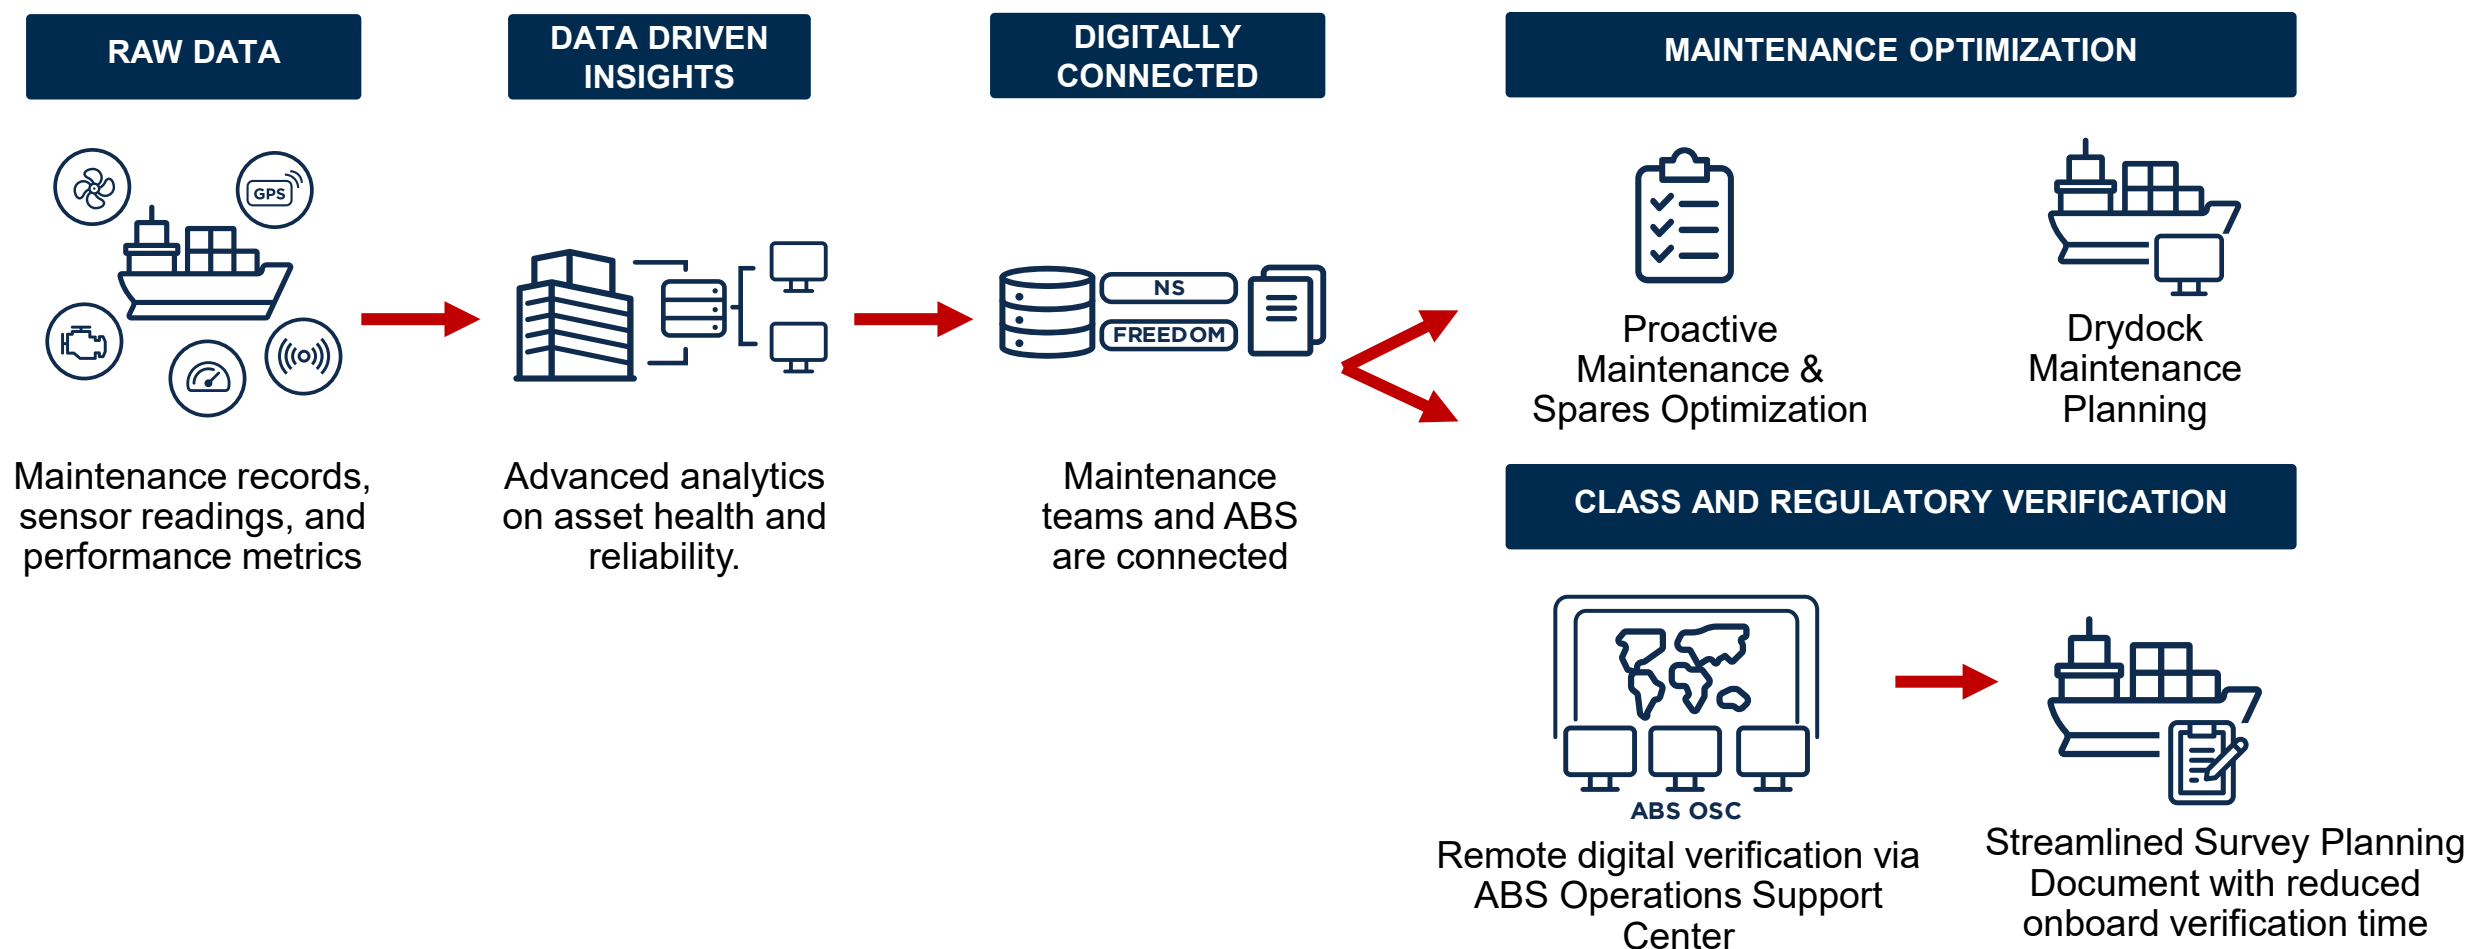 RAW DATA
GPS
Maintenance records,
sensor readings, and
performance metrics
DATA DRIVEN
INSIGHTS
Advanced analytics
on asset health and
reliability.
DIGITALLY
CONNECTED
NS
FREEDOM
Maintenance
teams and ABS
are connected
MAINTENANCE OPTIMIZATION
Proactive
Maintenance &
Spares Optimization
Drydock
Maintenance
Planning
CLASS AND REGULATORY VERIFICATION
ABS OSC
Remote digital verification via
ABS Operations Support
Center
Streamlined Survey Planning
Document with reduced
onboard verification time